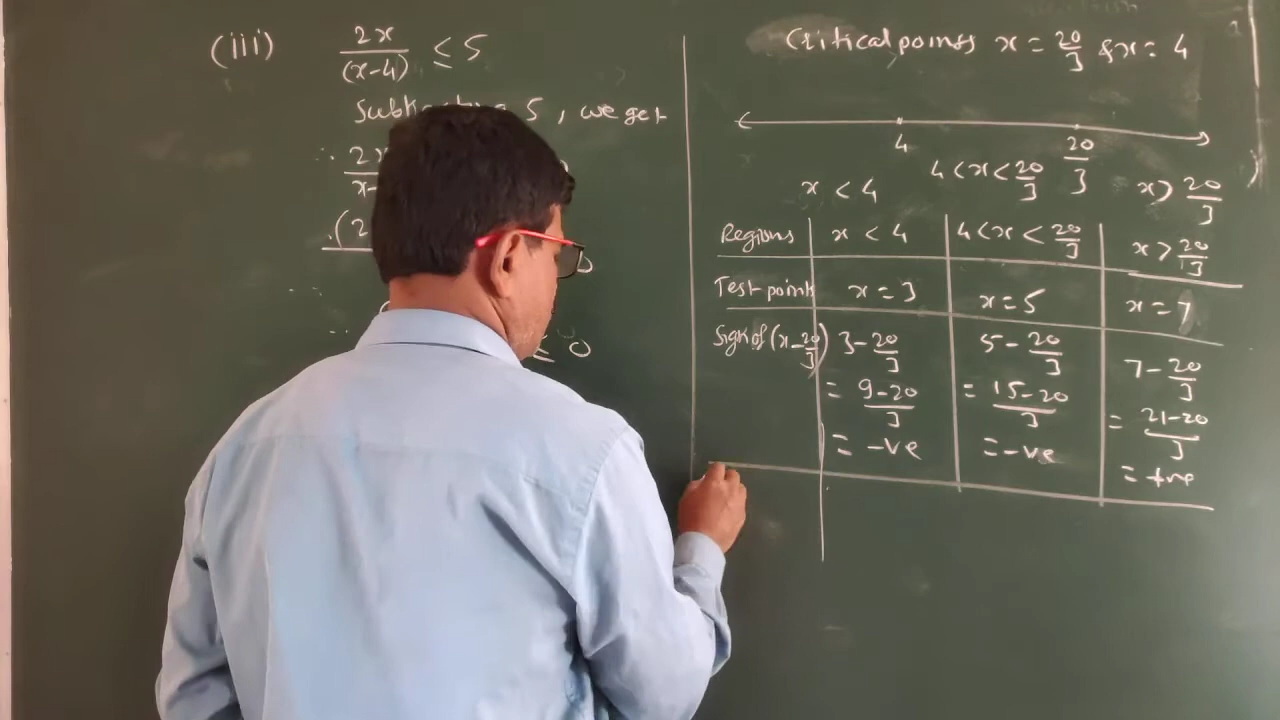 (iii) 2x/(x-4) ≤ 5
5, we get
∴ 2x
x-
(2
0
≤ 0
Critical points x = 20/3 & x = 4
4 20/3
x < 4 4 < x < 20/3 x > 20/3
Regions x < 4 4 < x < 20/3 x > 20/3
Test points x = 3 x = 5 x = 7
Sign of (x - 20/3) 3 - 20/3 5 - 20/3 7 - 20/3
= 9-20/3 = 15-20/3 = 21-20/3
= -ve = -ve = +ve